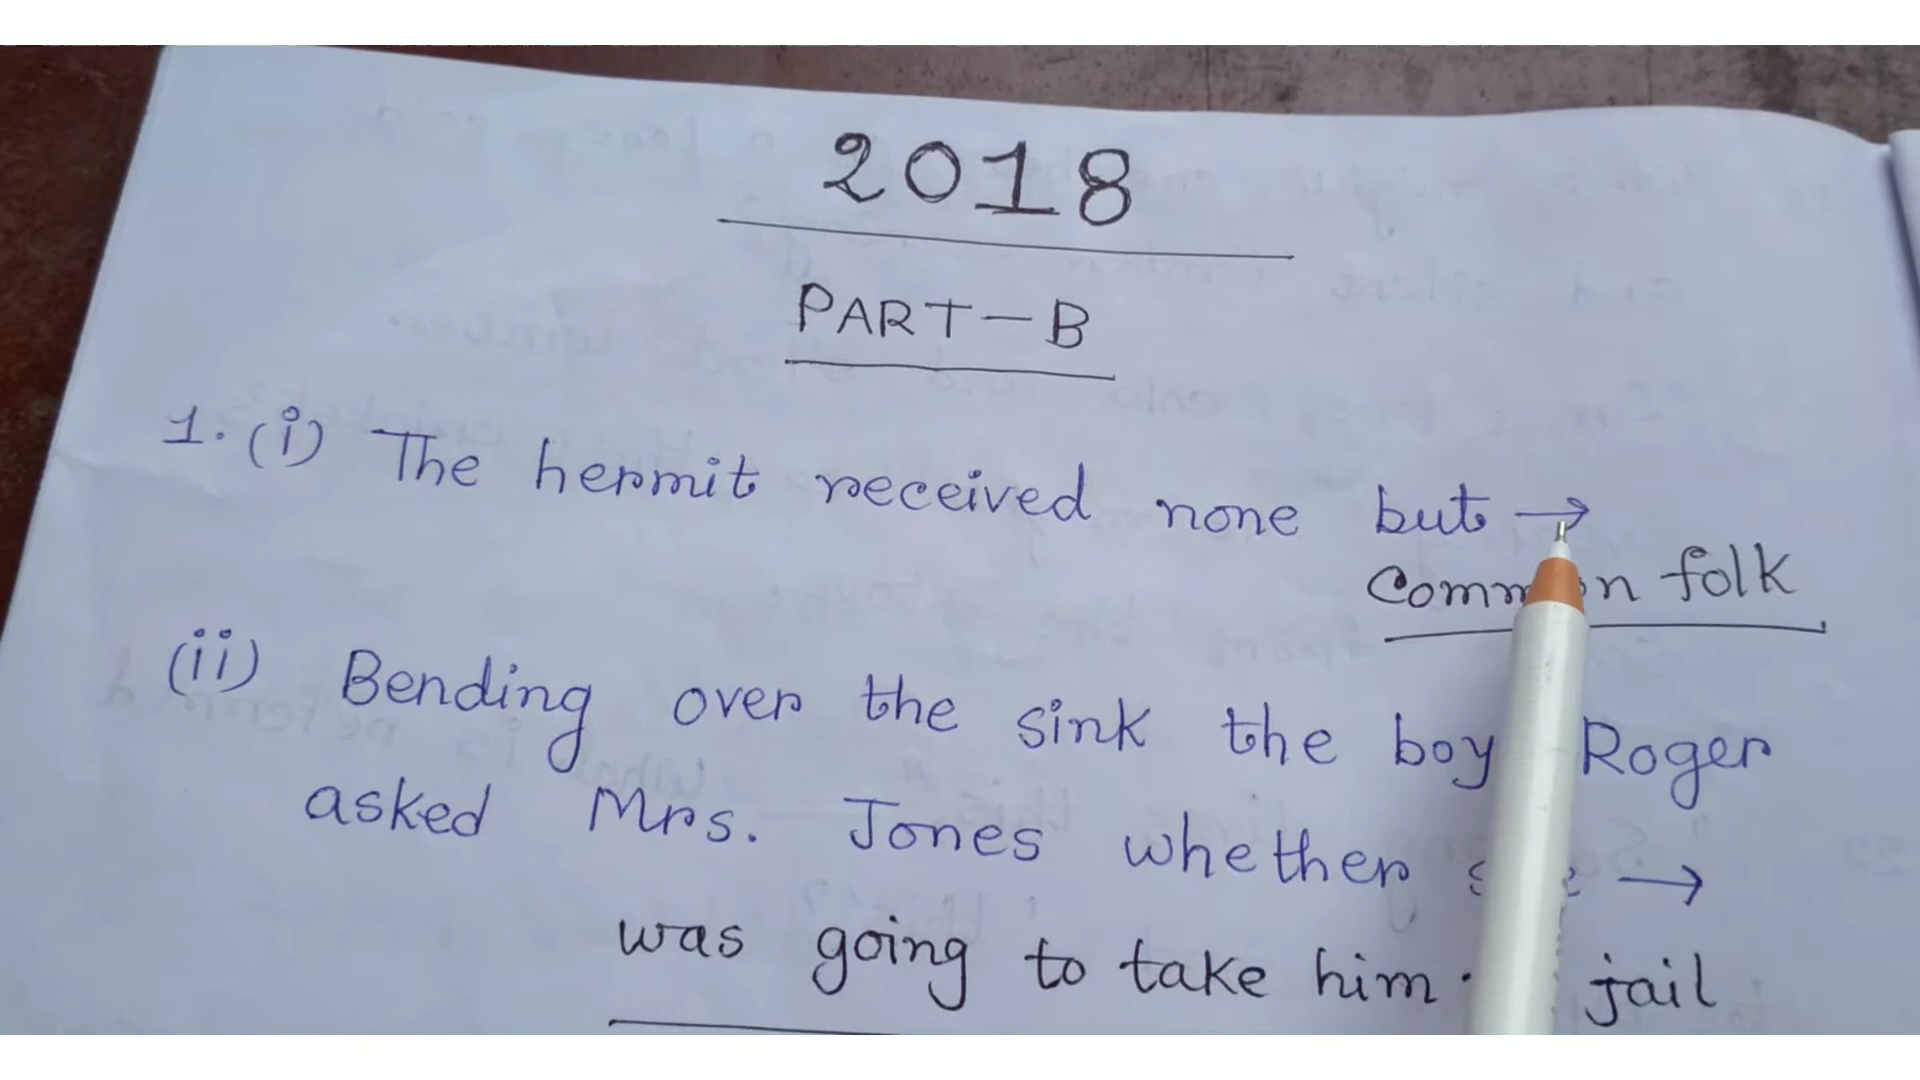 2018
PART-B
1. (i) The hermit received none but →
Common folk
(ii) Bending over the sink the boy Roger
asked Mrs. Jones whether →
was going to take him jail